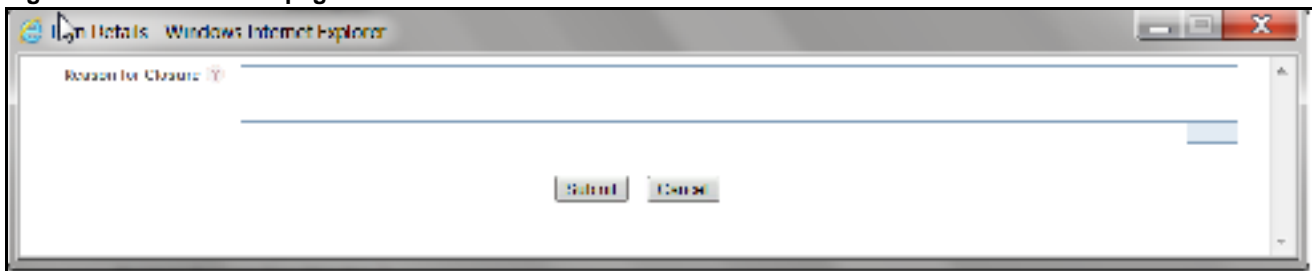 Details - Windows Internet Explorer
Reason for Closure
Submit Cancel